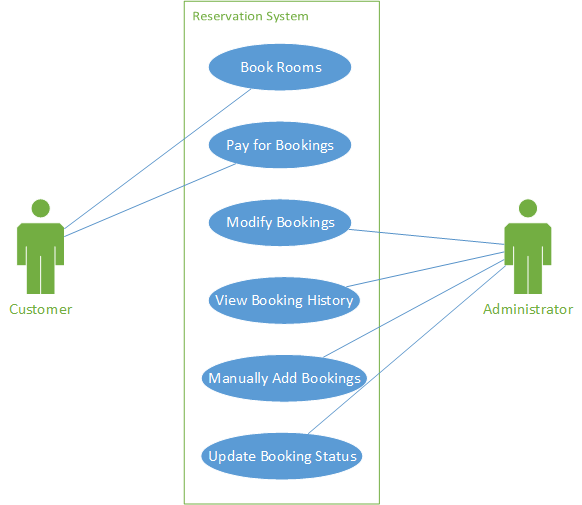 Reservation System
Book Rooms
Pay for Bookings
Modify Bookings
View Booking History
Customer
Administrator
Manually Add Bookings
Update Booking Status